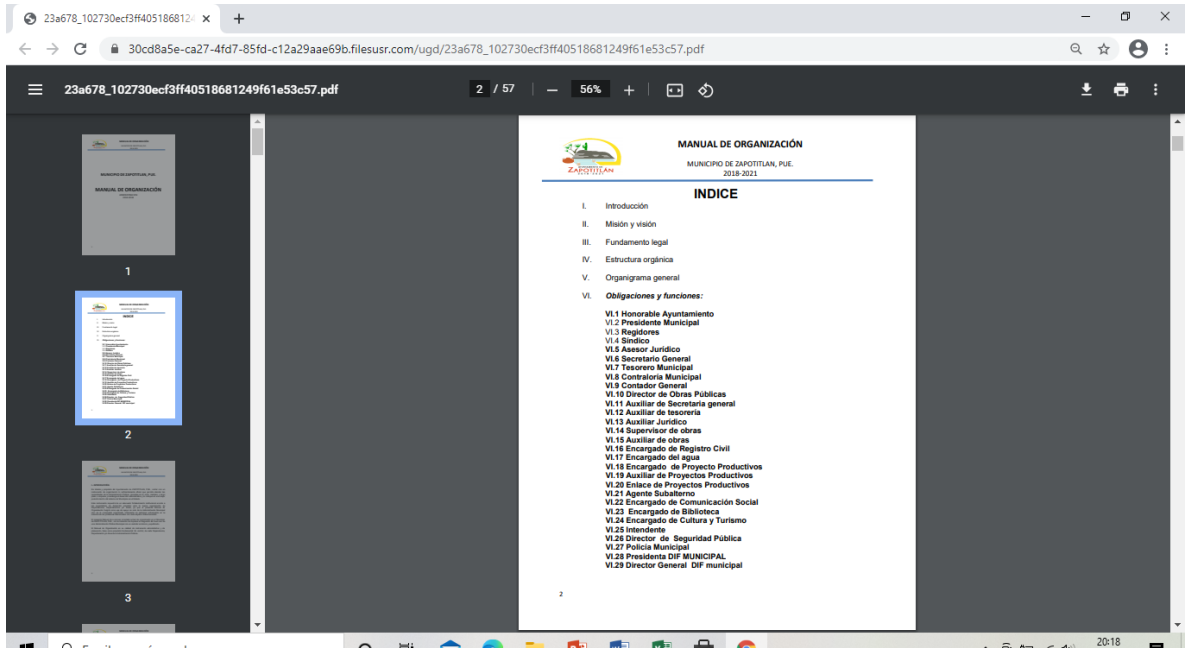 23a678_102730ecf3ff4051868124
30cd8a5e-ca27-4fd7-85fd-c12a29aae69b.filesusr.com/ugd/23a678_102730ecf3ff40518681249f61e53c57.pdf
23a678_102730ecf3ff40518681249f61e53c57.pdf
2 / 57
56%
MANUAL DE ORGANIZACIÓN
MUNICIPIO DE ZAPOTITLAN, PUE.
2018-2021
ZAPOTITLÁN
INDICE
I. Introducción
II. Misión y visión
III. Fundamento legal
IV. Estructura orgánica
V. Organigrama general
VI. Obligaciones y funciones:
VI.1 Honorable Ayuntamiento
VI.2 Presidente Municipal
VI.3 Regidores
VI.4 Síndico
VI.5 Asesor Jurídico
VI.6 Secretario General
VI.7 Tesorero Municipal
VI.8 Contraloría Municipal
VI.9 Contador General
VI.10 Director de Obras Públicas
VI.11 Auxiliar de Secretaria general
VI.12 Auxiliar de tesorería
VI.13 Auxiliar Jurídico
VI.14 Supervisor de obras
VI.15 Auxiliar de obras
VI.16 Encargado de Registro Civil
VI.17 Encargado del agua
VI.18 Encargado de Proyecto Productivos
VI.19 Auxiliar de Proyectos Productivos
VI.20 Enlace de Proyectos Productivos
VI.21 Agente Subalterno
VI.22 Encargado de Comunicación Social
VI.23 Encargado de Biblioteca
VI.24 Encargado de Cultura y Turismo
VI.25 Intendente
VI.26 Director de Seguridad Pública
VI.27 Policía Municipal
VI.28 Presidenta DIF MUNICIPAL
VI.29 Director General DIF municipal
2
MUNICIPIO DE ZAPOTITLAN, PUE.
MANUAL DE ORGANIZACIÓN
1
2
3
20:18